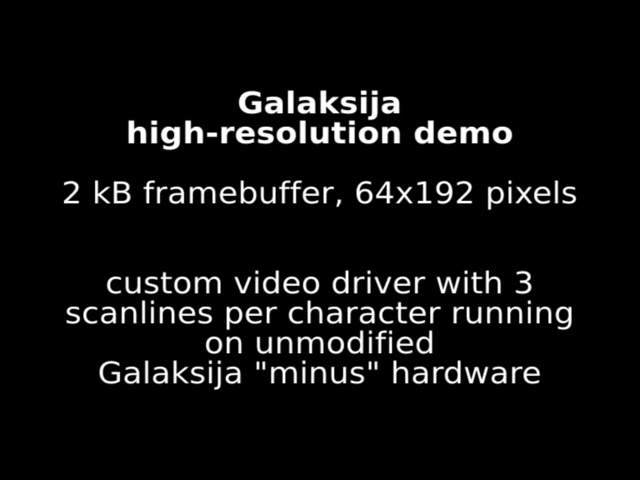 Galaksija
high-resolution demo
2 kB framebuffer, 64x192 pixels
custom video driver with 3
scanlines per character running
on unmodified
Galaksija "minus" hardware